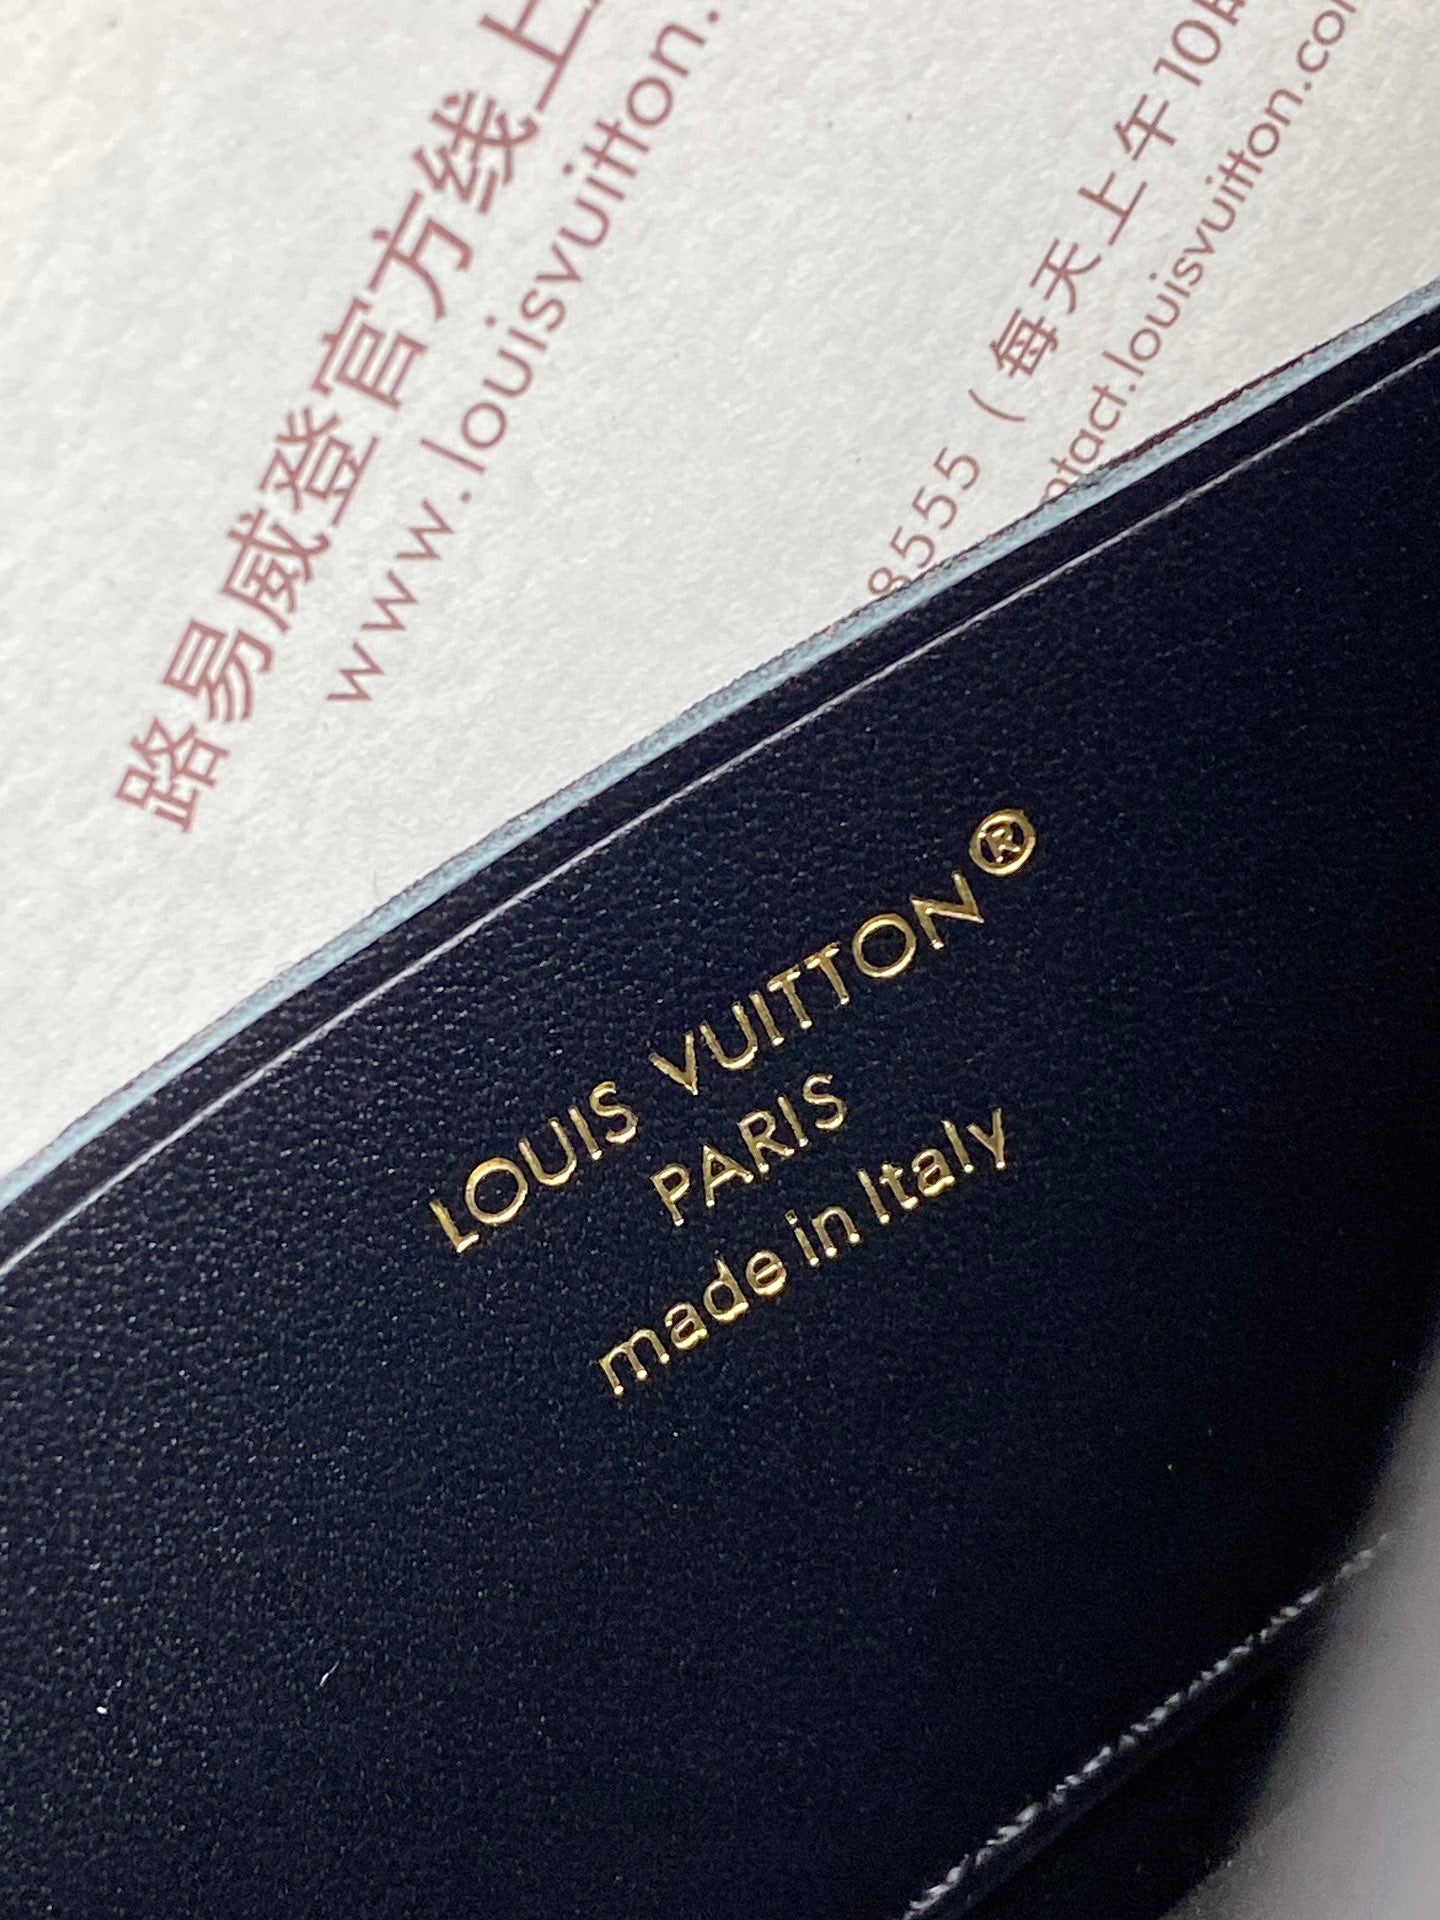 路易威登官方线上
www.louisvuitton.
8555（每天上午10
ntact.louisvuitton.co
LOUIS VUITTON®
PARIS
made in Italy